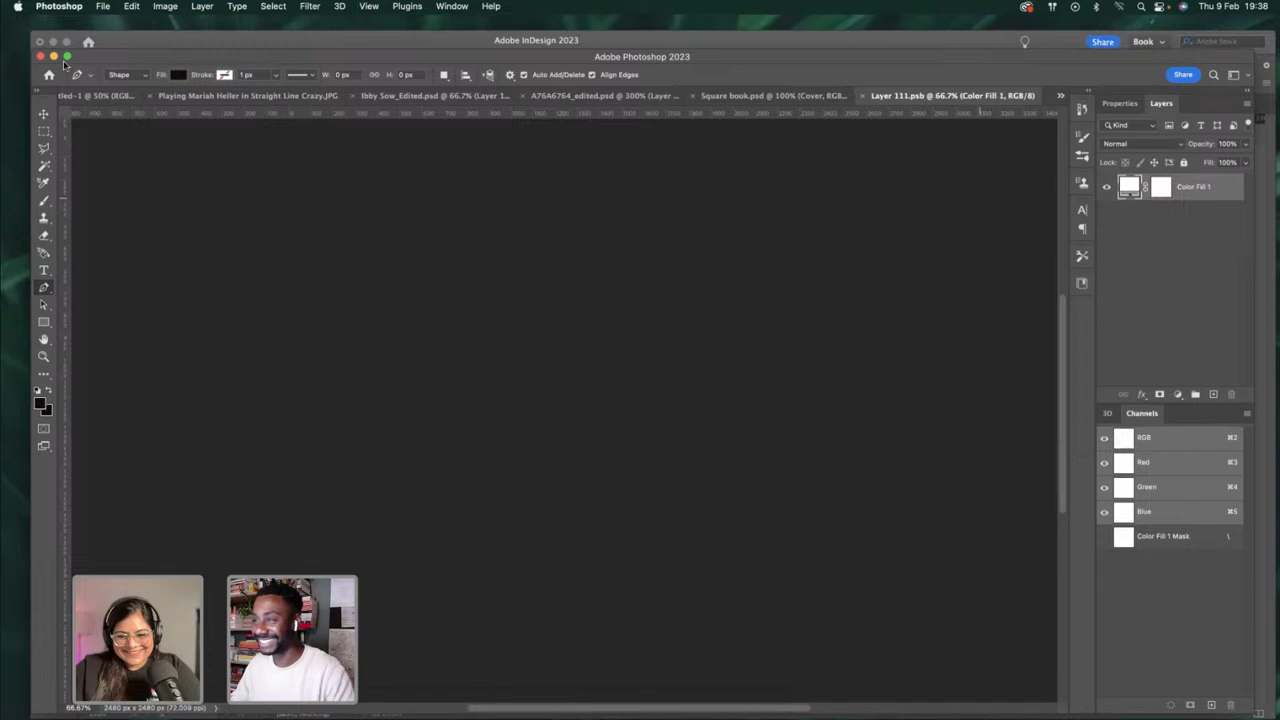 Photoshop File Edit Image Layer Type Select Filter 3D View Plugins Window Help Thu 9 Feb 19:38
Adobe InDesign 2023 Share Book Adobe Stock
Adobe Photoshop 2023
Shape Fill: Stroke: 1 px W: 0 px H: 0 px Auto Add/Delete Align Edges Share
tled-1 @ 50% (RGB... Playing Mariah Heller in Straight Line Crazy.JPG Ibby Sow_Edited.psd @ 66.7% (Layer 1... A76A6764_edited.psd @ 300% (Layer ... Square book.psd @ 100% (Cover, RGB... Layer 111.psb @ 66.7% (Color Fill 1, RGB/8)
Properties Layers
Kind
Normal Opacity: 100%
Lock: Fill: 100%
Color Fill 1
3D Channels
RGB ⌘2
Red ⌘3
Green ⌘4
Blue ⌘5
Color Fill 1 Mask \
66.67% 2480 px x 2480 px (72.009 ppi)